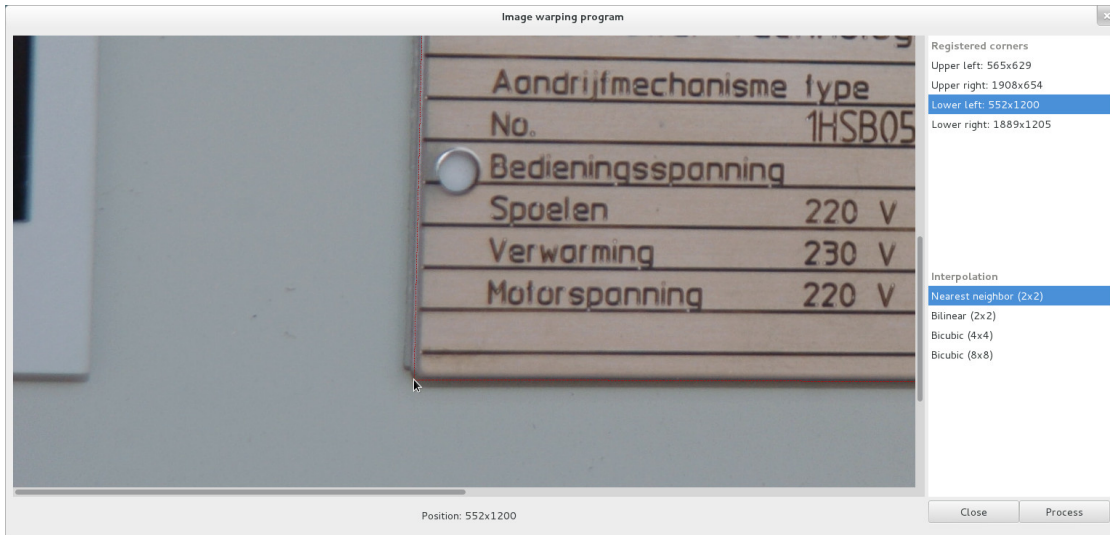 Image warping program
Aandrijfmechanisme type
No. 1HSB05
Bedieningsspanning
Spoelen 220 V
Verwarming 230 V
Motorspanning 220 V
Registered corners
Upper left: 565x629
Upper right: 1908x654
Lower left: 552x1200
Lower right: 1889x1205
Interpolation
Nearest neighbor (2x2)
Bilinear (2x2)
Bicubic (4x4)
Bicubic (8x8)
Position: 552x1200
Close Process